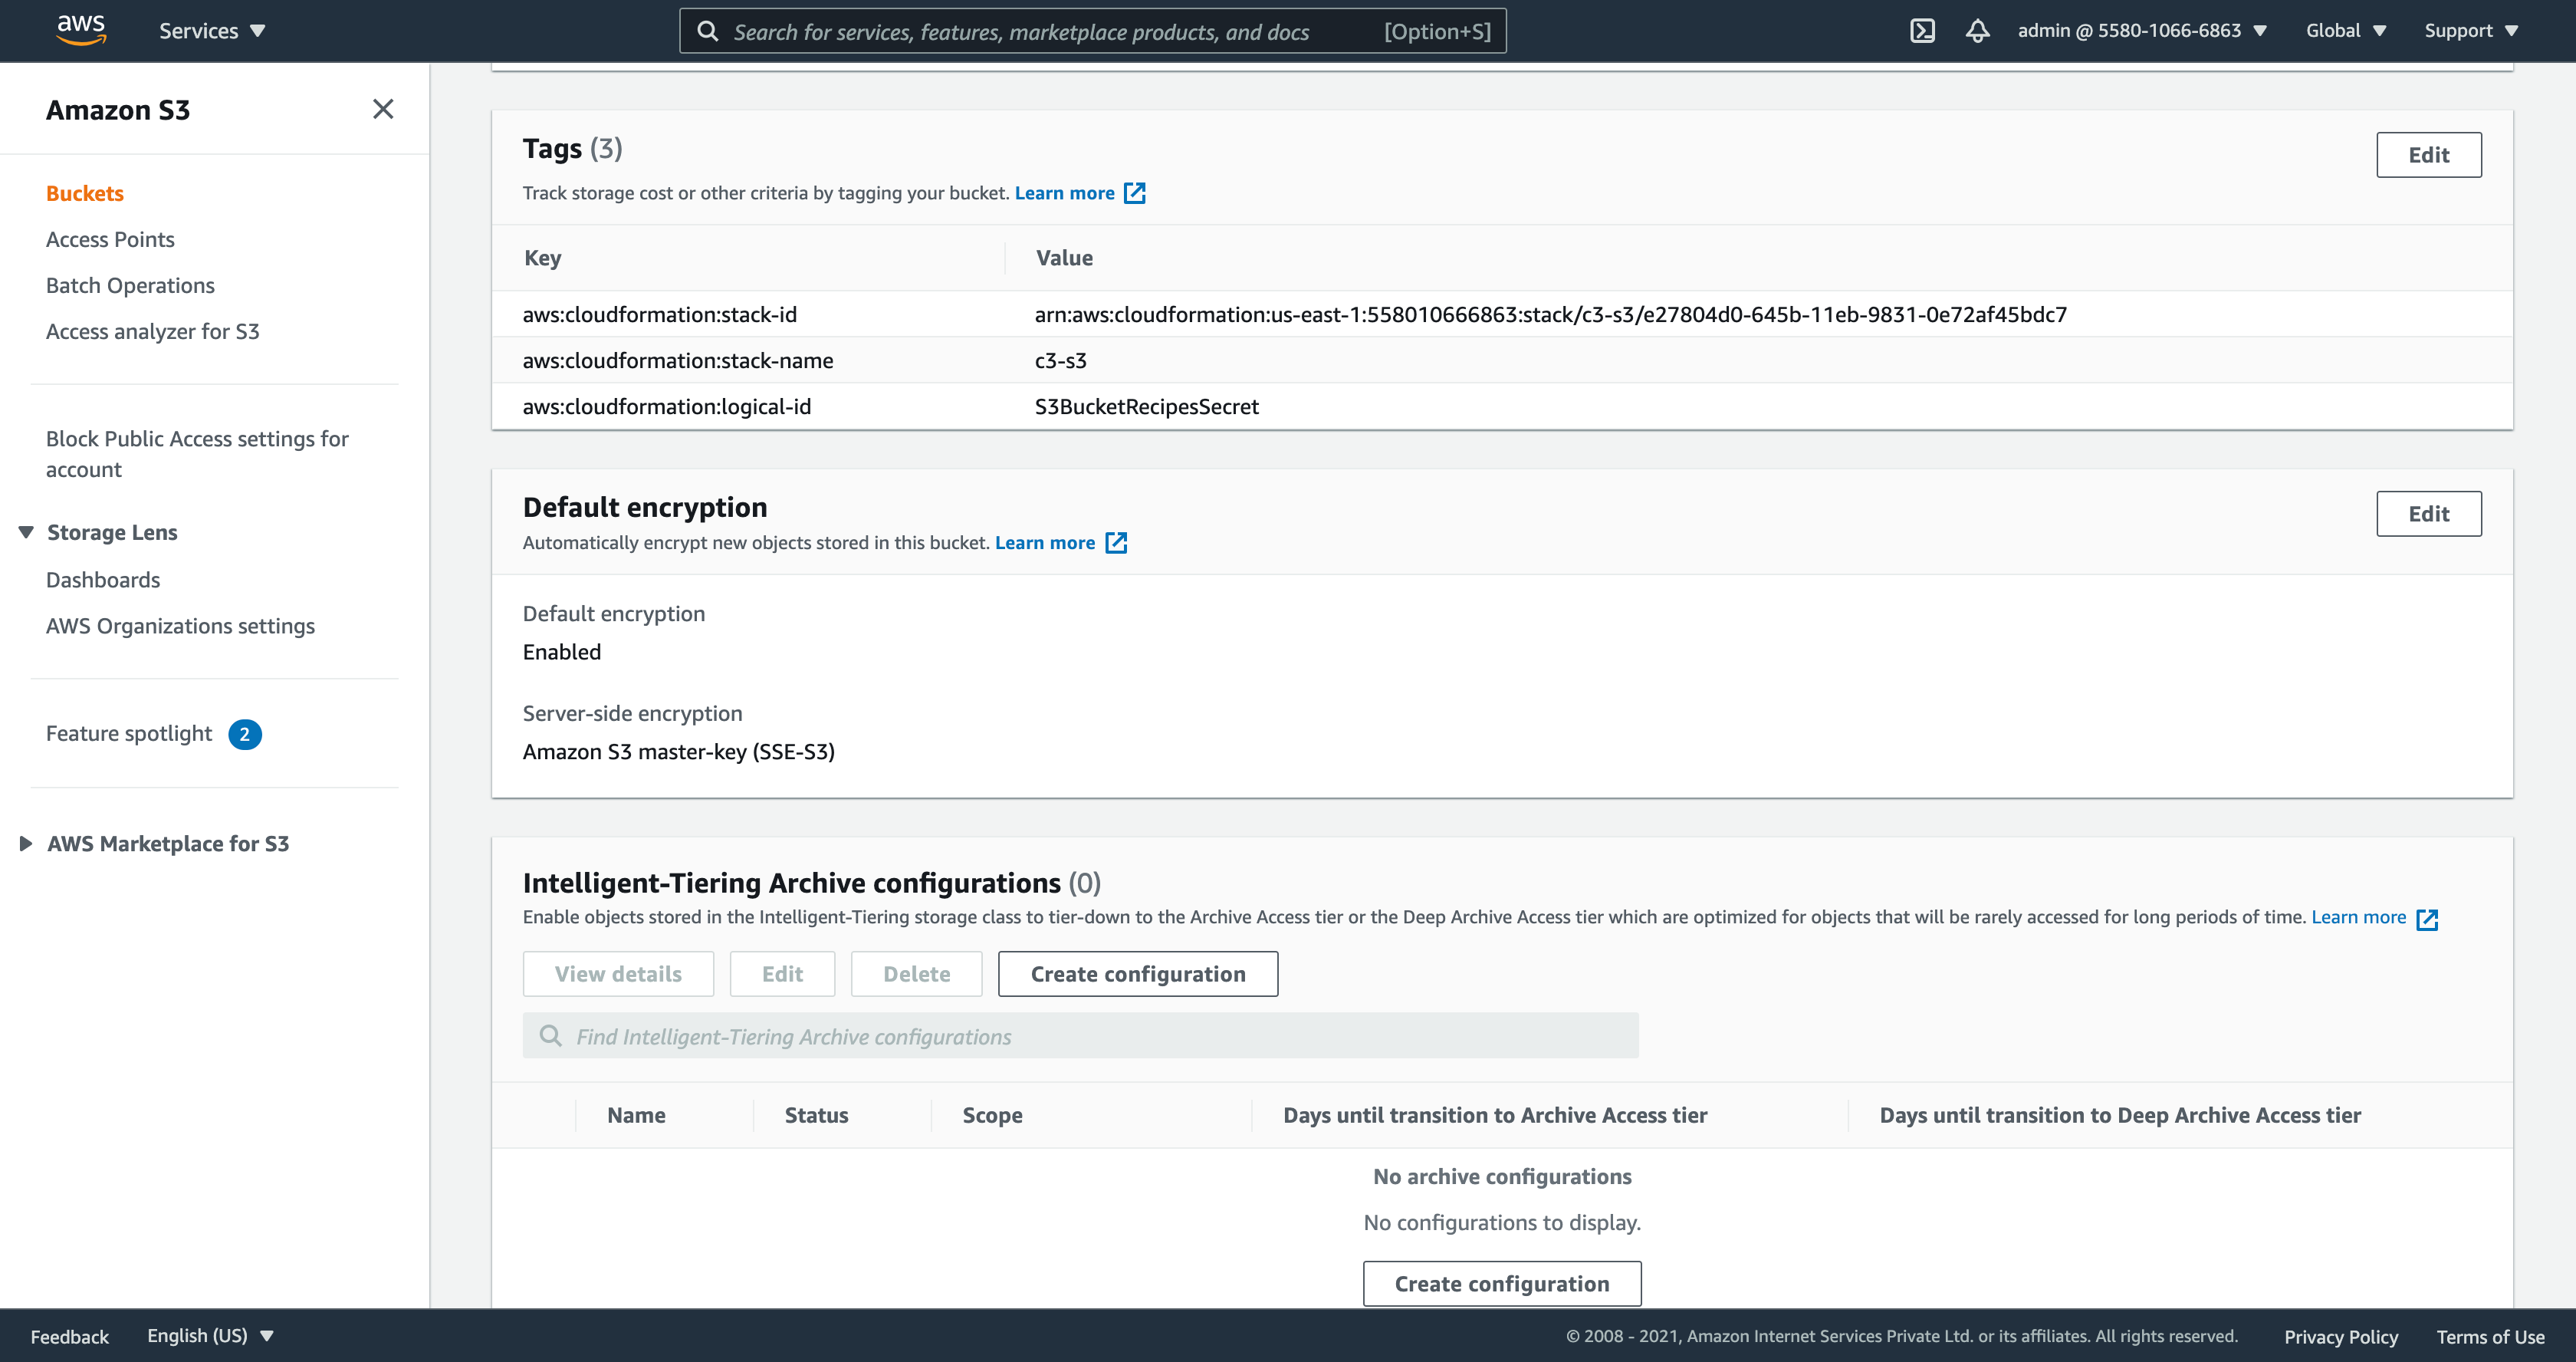 aws Services Search for services, features, marketplace products, and docs [Option+S] admin @ 5580-1066-6863 Global Support
Amazon S3
Buckets
Access Points
Batch Operations
Access analyzer for S3
Block Public Access settings for
account
Storage Lens
Dashboards
AWS Organizations settings
Feature spotlight 2
AWS Marketplace for S3
Tags (3)
Edit
Track storage cost or other criteria by tagging your bucket. Learn more
Key Value
aws:cloudformation:stack-id arn:aws:cloudformation:us-east-1:558010666863:stack/c3-s3/e27804d0-645b-11eb-9831-0e72af45bdc7
aws:cloudformation:stack-name c3-s3
aws:cloudformation:logical-id S3BucketRecipesSecret
Default encryption
Edit
Automatically encrypt new objects stored in this bucket. Learn more
Default encryption
Enabled
Server-side encryption
Amazon S3 master-key (SSE-S3)
Intelligent-Tiering Archive configurations (0)
Enable objects stored in the Intelligent-Tiering storage class to tier-down to the Archive Access tier or the Deep Archive Access tier which are optimized for objects that will be rarely accessed for long periods of time. Learn more
View details Edit Delete Create configuration
Find Intelligent-Tiering Archive configurations
Name Status Scope Days until transition to Archive Access tier Days until transition to Deep Archive Access tier
No archive configurations
No configurations to display.
Create configuration
Feedback English (US) © 2008 - 2021, Amazon Internet Services Private Ltd. or its affiliates. All rights reserved. Privacy Policy Terms of Use